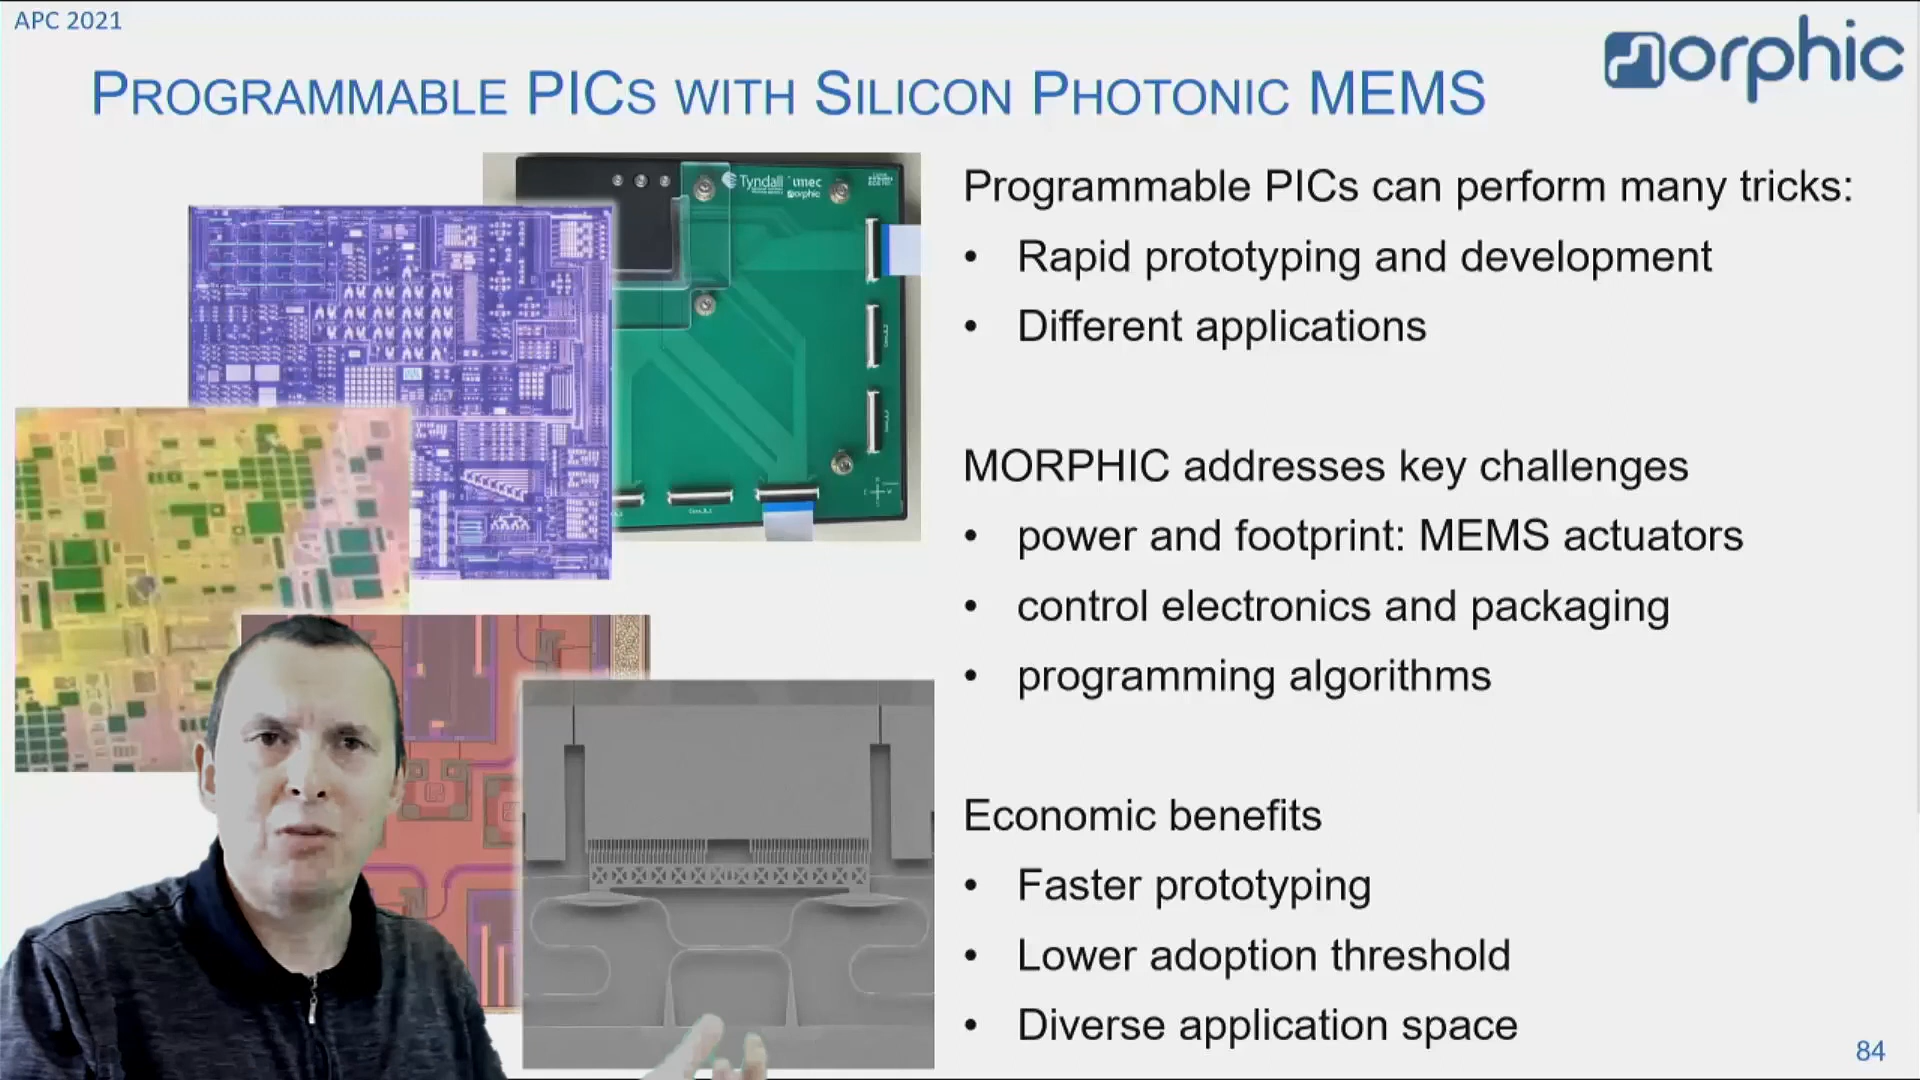 APC 2021
morphic
PROGRAMMABLE PICS WITH SILICON PHOTONIC MEMS
Tyndall imec
morphic
Programmable PICs can perform many tricks:
• Rapid prototyping and development
• Different applications
MORPHIC addresses key challenges
• power and footprint: MEMS actuators
• control electronics and packaging
• programming algorithms
Economic benefits
• Faster prototyping
• Lower adoption threshold
• Diverse application space
84